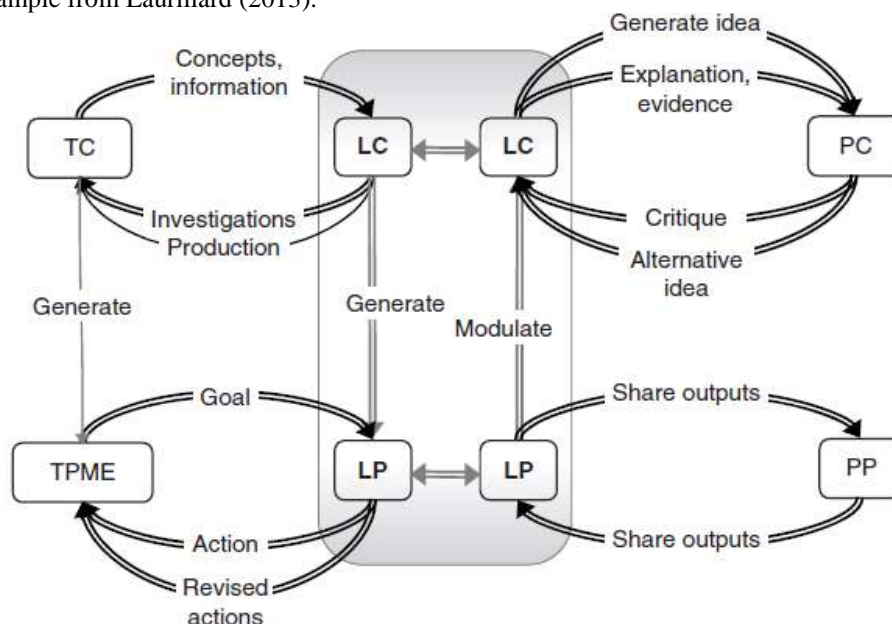 ample from Laurillard (2013).
Generate idea
Concepts,
information
Explanation,
evidence
TC
LC
LC
PC
Investigations
Production
Critique
Alternative
idea
Generate
Generate
Modulate
Goal
Share outputs
TPME
LP
LP
PP
Action
Share outputs
Revised
actions